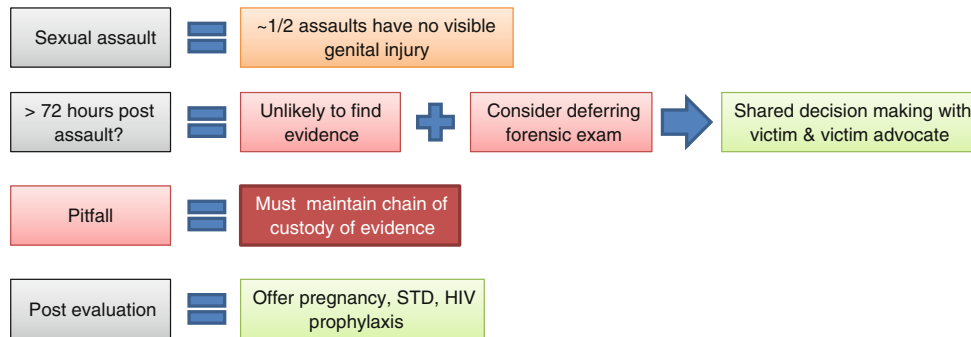 Sexual assault
~1/2 assaults have no visible
genital injury
> 72 hours post
assault?
Unlikely to find
evidence
Consider deferring
forensic exam
Shared decision making with
victim & victim advocate
Pitfall
Must maintain chain of
custody of evidence
Post evaluation
Offer pregnancy, STD, HIV
prophylaxis